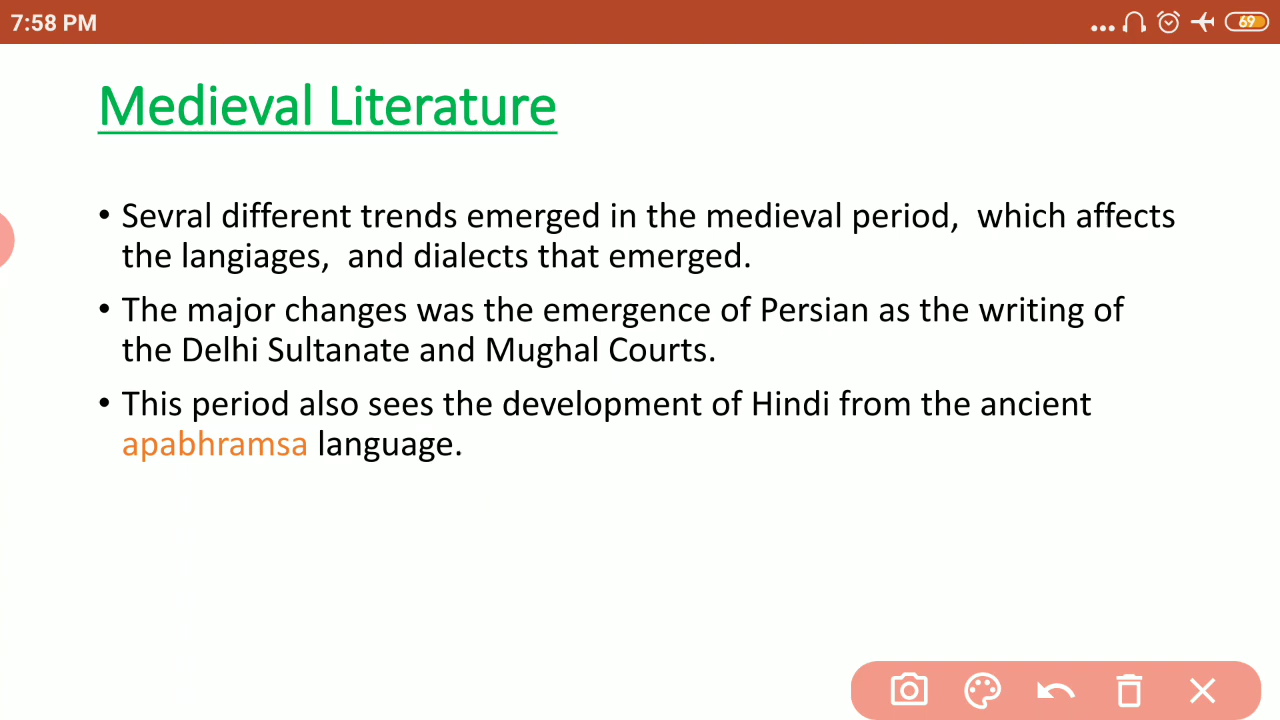 7:58 PM
69
Medieval Literature
• Sevral different trends emerged in the medieval period,  which affects
the langiages,  and dialects that emerged.
• The major changes was the emergence of Persian as the writing of
the Delhi Sultanate and Mughal Courts.
• This period also sees the development of Hindi from the ancient
apabhramsa language.